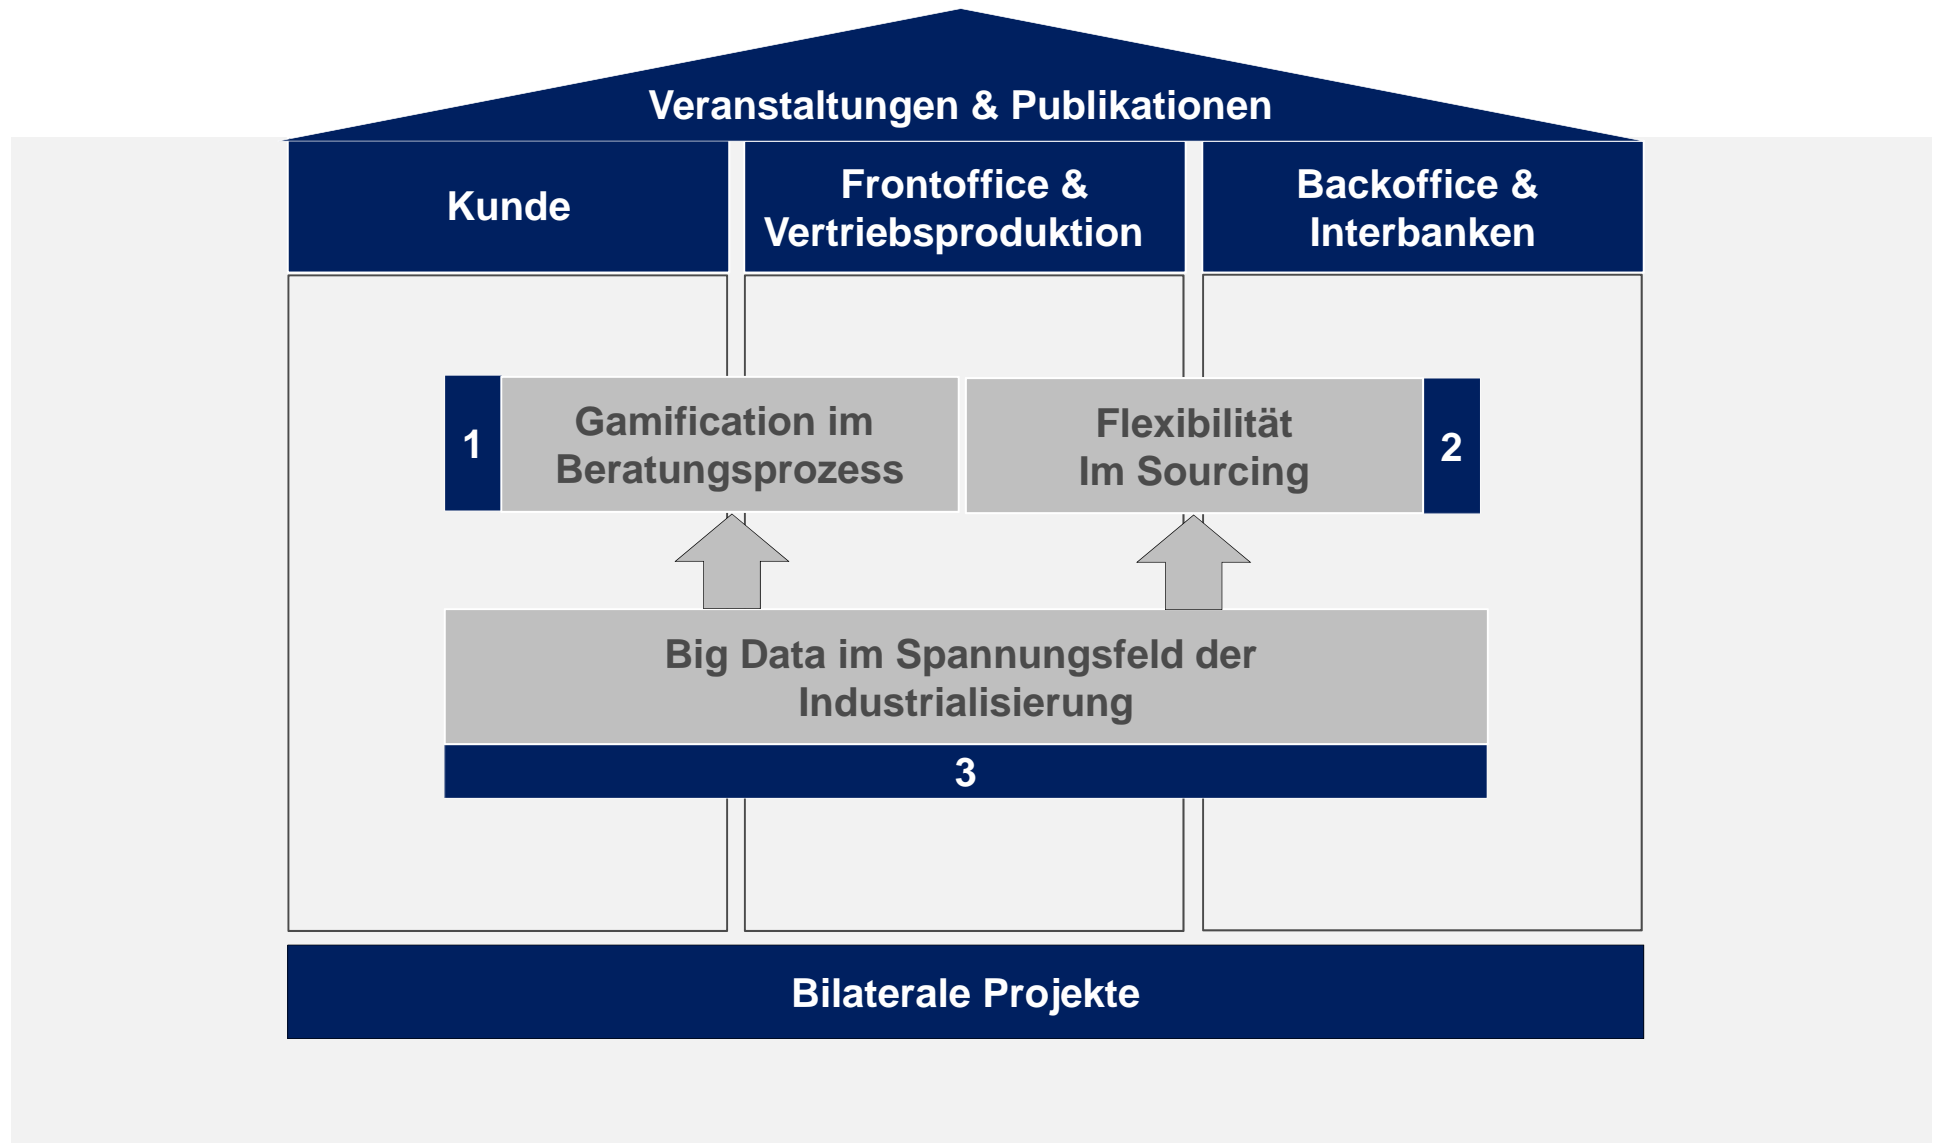 Veranstaltungen & Publikationen
Kunde
Frontoffice &
Vertriebsproduktion
Backoffice &
Interbanken
1
Gamification im
Beratungsprozess
Flexibilität
Im Sourcing
2
Big Data im Spannungsfeld der
Industrialisierung
3
Bilaterale Projekte